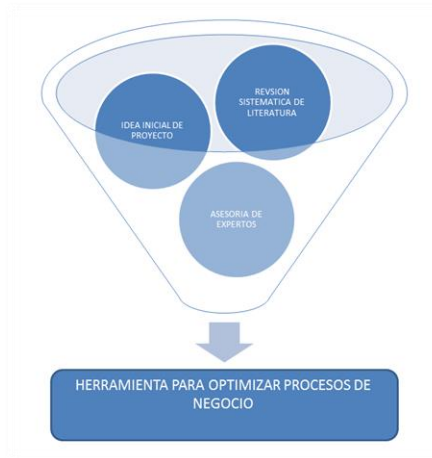 REVSION
SISTEMATICA DE
LITERATURA
IDEA INICIAL DE
PROYECTO
ASESORIA DE
EXPERTOS
HERRAMIENTA PARA OPTIMIZAR PROCESOS DE
NEGOCIO